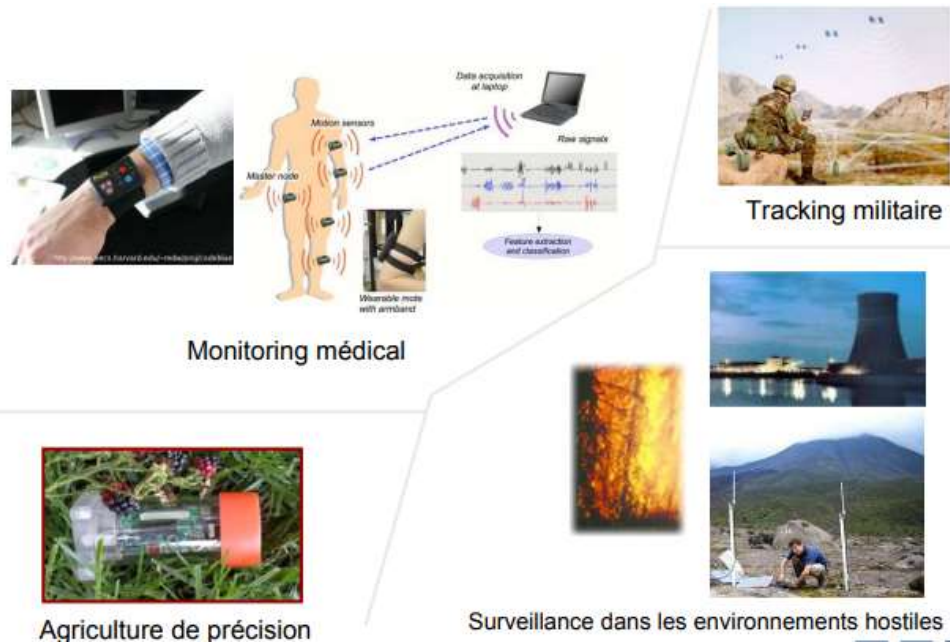 Data acquisition
at laptop
Motion sensors
Master node
Raw signals
Feature extraction
and classification
Wearable mote
with armband
Monitoring médical
Tracking militaire
Agriculture de précision
Surveillance dans les environnements hostiles